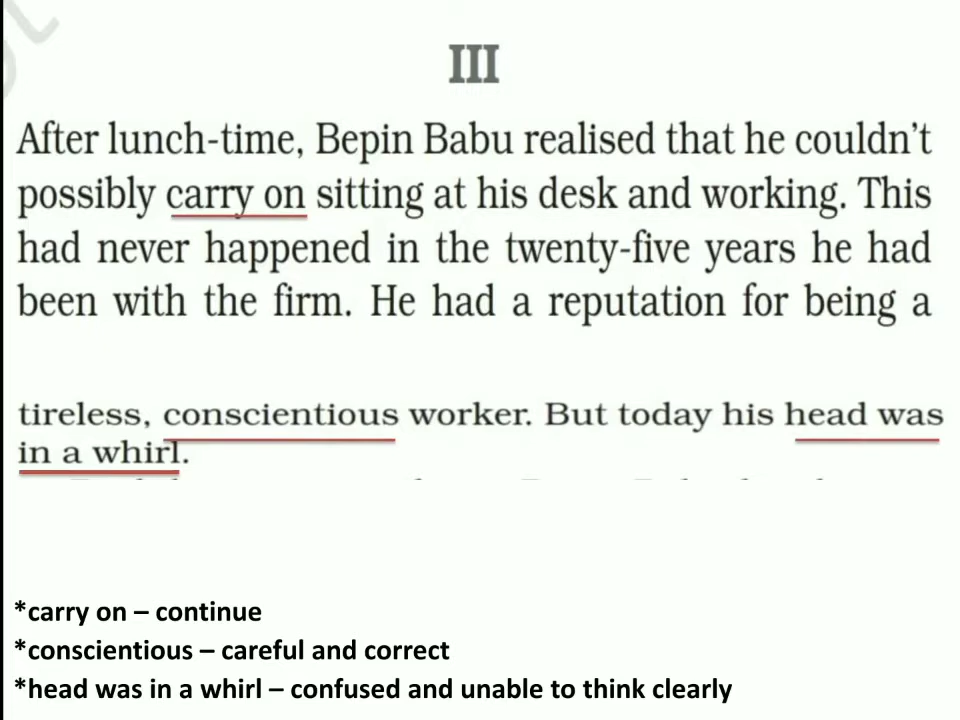 III
After lunch-time, Bepin Babu realised that he couldn't
possibly carry on sitting at his desk and working. This
had never happened in the twenty-five years he had
been with the firm. He had a reputation for being a
tireless, conscientious worker. But today his head was
in a whirl.
*carry on – continue
*conscientious – careful and correct
*head was in a whirl – confused and unable to think clearly